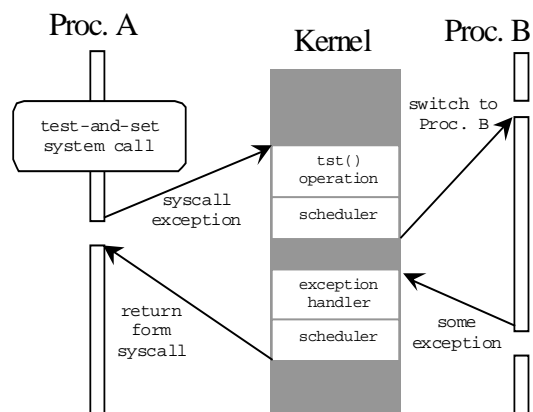 Proc. A
Kernel
Proc. B
test-and-set
system call
switch to
Proc. B
tst()
operation
syscall
exception
scheduler
exception
handler
return
form
syscall
scheduler
some
exception